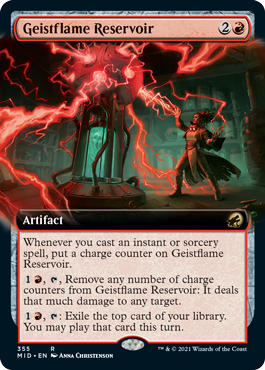 Geistflame Reservoir 2
Artifact
Whenever you cast an instant or sorcery
spell, put a charge counter on Geistflame
Reservoir.
1 , , Remove any number of charge
counters from Geistflame Reservoir: It deals
that much damage to any target.
1 , : Exile the top card of your library.
You may play that card this turn.
355 R
MID • EN Anna Christenson
™ & © 2021 Wizards of the Coast